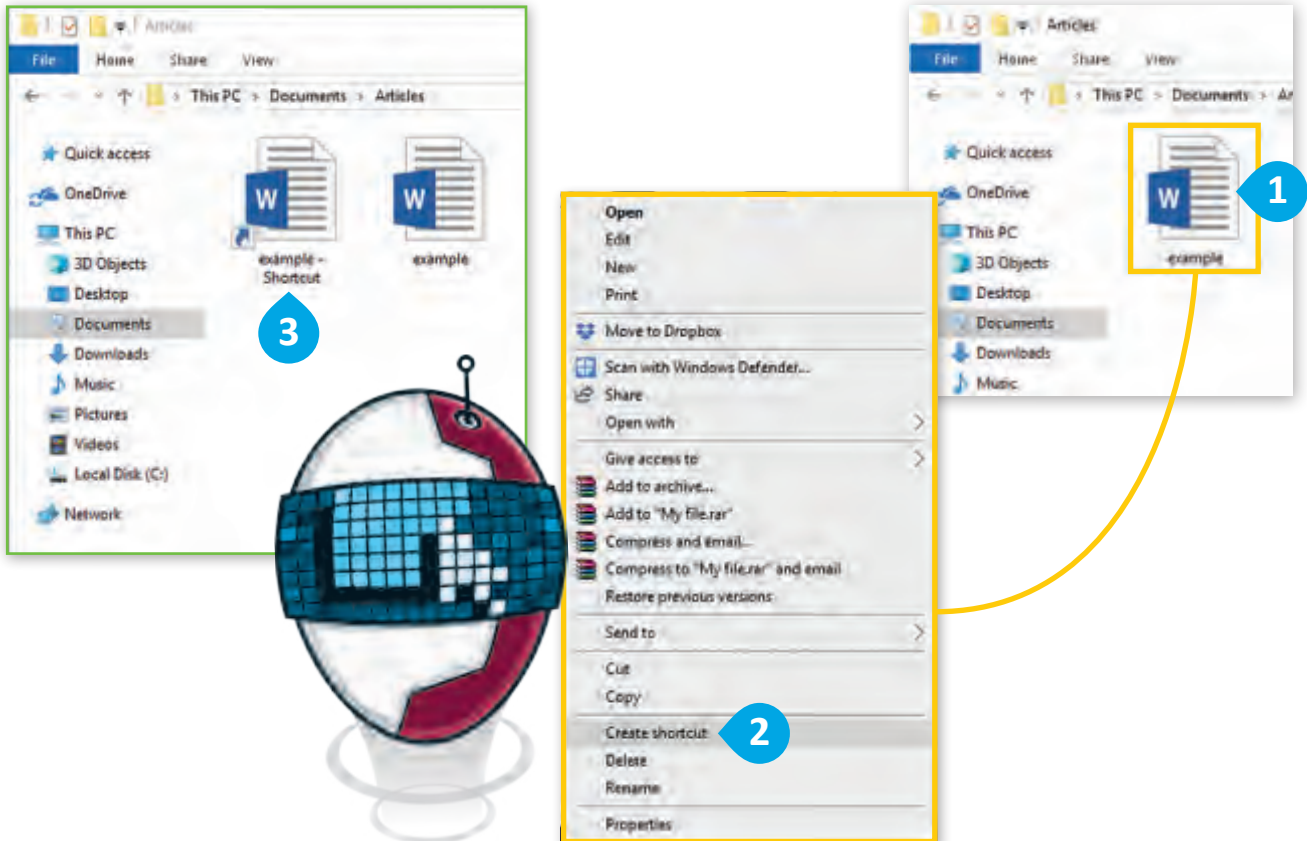 Articles
File Home Share View
This PC > Documents > Articles
Quick access
OneDrive
This PC
3D Objects
Desktop
Documents
Downloads
Music
Pictures
Videos
Local Disk (C:)
Network
W
example -
Shortcut
W
example
3
Articles
File Home Share View
This PC > Documents > Ar
Quick access
OneDrive
This PC
3D Objects
Desktop
Documents
Downloads
Music
W
example
1
Open
Edit
New
Print
Move to Dropbox
Scan with Windows Defender...
Share
Open with
Give access to
Add to archive...
Add to "My file.rar"
Compress and email...
Compress to "My file.rar" and email
Restore previous versions
Send to
Cut
Copy
Create shortcut
2
Delete
Rename
Properties